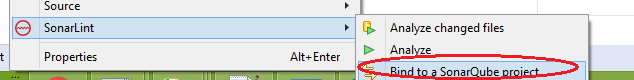 Source
SonarLint
Analyze changed files
Analyze
Properties Alt+Enter
Bind to a SonarQube project